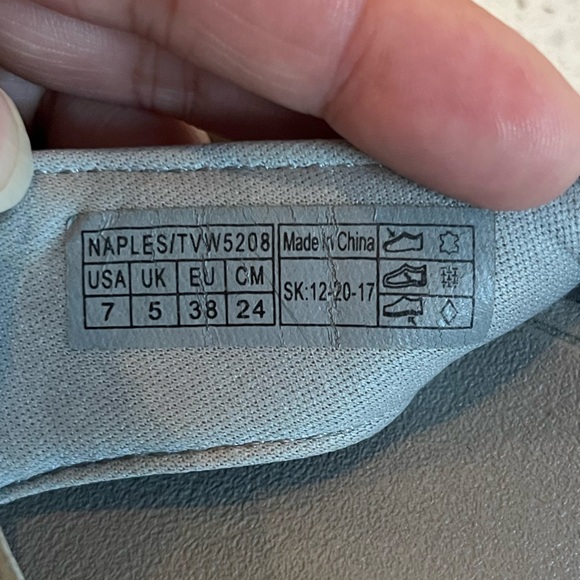 NAPLES/TVW5208 Made In China
USA UK EU CM SK:12-20-17
7 5 38 24